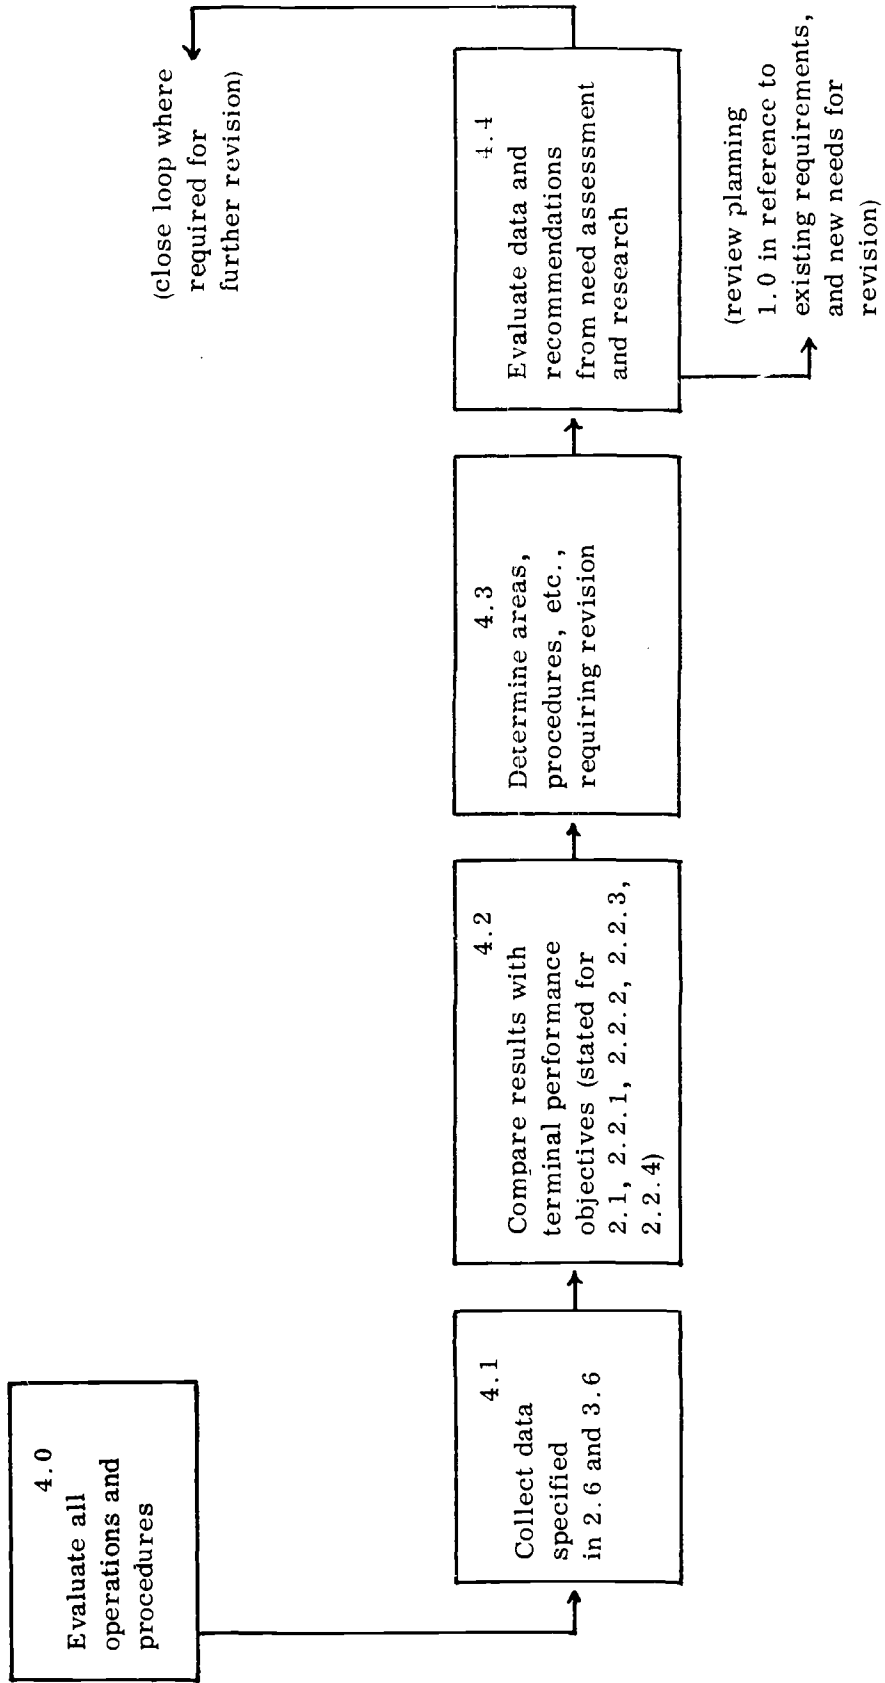 4.0
Evaluate all
operations and
procedures
4.1
Collect data
specified
in 2.6 and 3.6
4.2
Compare results with
terminal performance
objectives (stated for
2.1, 2.2.1, 2.2.2, 2.2.3,
2.2.4)
4.3
Determine areas,
procedures, etc.,
requiring revision
4.4
Evaluate data and
recommendations
from need assessment
and research
(close loop where
required for
further revision)
(review planning
1.0 in reference to
existing requirements,
and new needs for
revision)